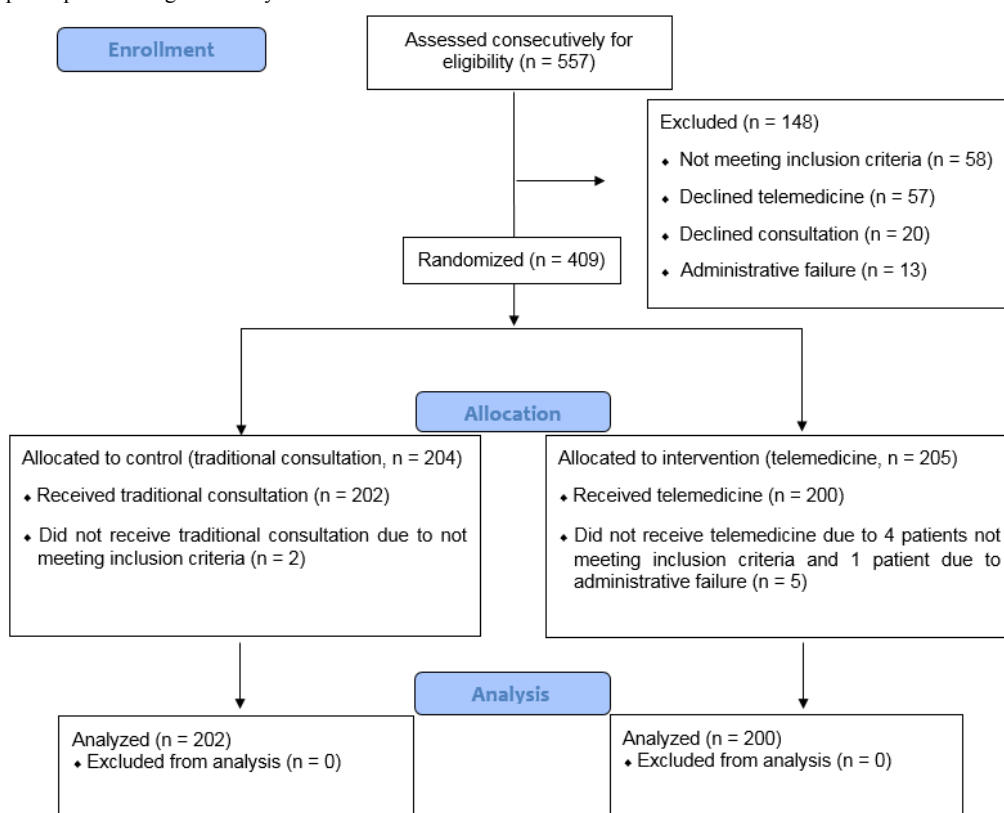 Enrollment
Assessed consecutively for
eligibility (n = 557)
Excluded (n = 148)
⬥ Not meeting inclusion criteria (n = 58)
⬥ Declined telemedicine (n = 57)
⬥ Declined consultation (n = 20)
⬥ Administrative failure (n = 13)
Randomized (n = 409)
Allocation
Allocated to control (traditional consultation, n = 204)
⬥ Received traditional consultation (n = 202)
⬥ Did not receive traditional consultation due to not
meeting inclusion criteria (n = 2)
Allocated to intervention (telemedicine, n = 205)
⬥ Received telemedicine (n = 200)
⬥ Did not receive telemedicine due to 4 patients not
meeting inclusion criteria and 1 patient due to
administrative failure (n = 5)
Analysis
Analyzed (n = 202)
⬥ Excluded from analysis (n = 0)
Analyzed (n = 200)
⬥ Excluded from analysis (n = 0)